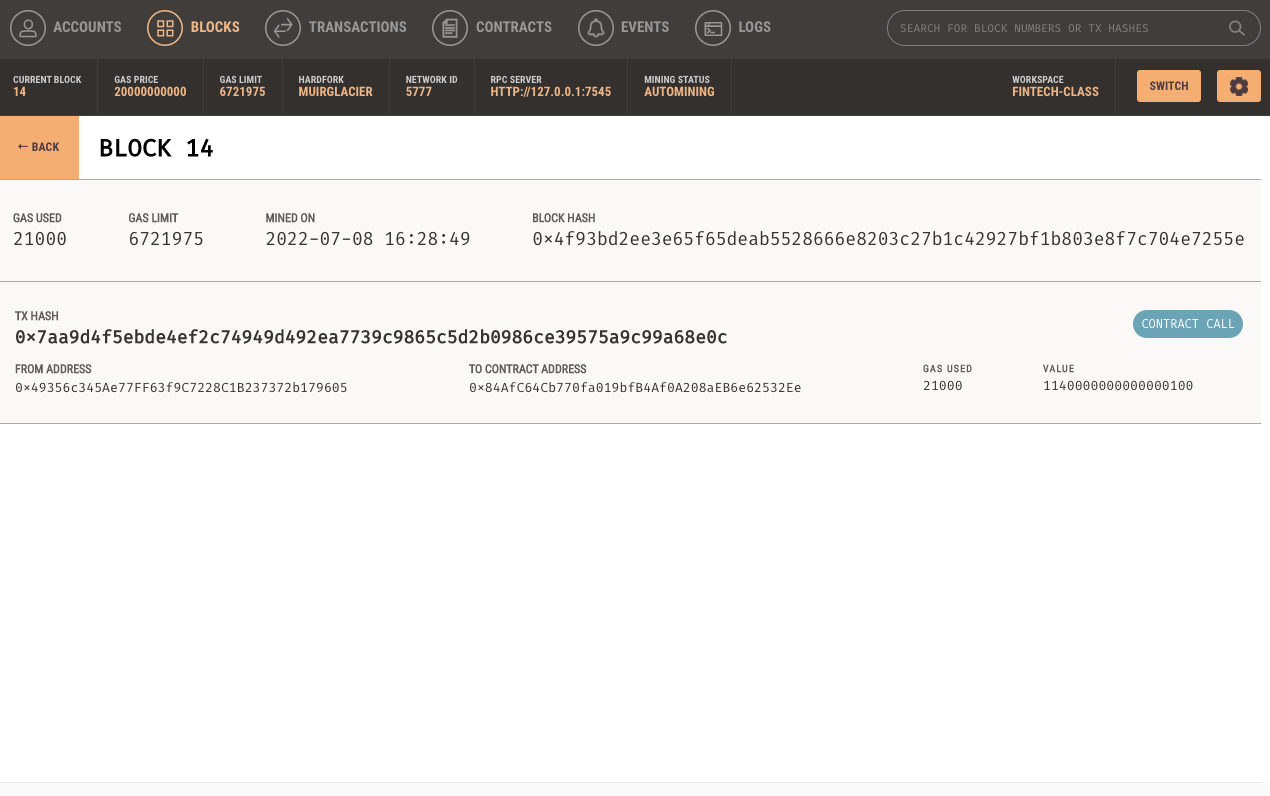 ACCOUNTS BLOCKS TRANSACTIONS CONTRACTS EVENTS LOGS SEARCH FOR BLOCK NUMBERS OR TX HASHES
CURRENT BLOCK GAS PRICE GAS LIMIT HARDFORK NETWORK ID RPC SERVER MINING STATUS WORKSPACE
14 20000000000 6721975 MUIRGLACIER 5777 HTTP://127.0.0.1:7545 AUTOMINING FINTECH-CLASS SWITCH
← BACK BLOCK 14
GAS USED GAS LIMIT MINED ON BLOCK HASH
21000 6721975 2022-07-08 16:28:49 0×4f93bd2ee3e65f65deab5528666e8203c27b1c42927bf1b803e8f7c704e7255e
TX HASH
0×7aa9d4f5ebde4ef2c74949d492ea7739c9865c5d2b0986ce39575a9c99a68e0c CONTRACT CALL
FROM ADDRESS TO CONTRACT ADDRESS GAS USED VALUE
0×49356c345Ae77FF63f9C7228C1B237372b179605 0×84AfC64Cb770fa019bfB4Af0A208aEB6e62532Ee 21000 1140000000000000100